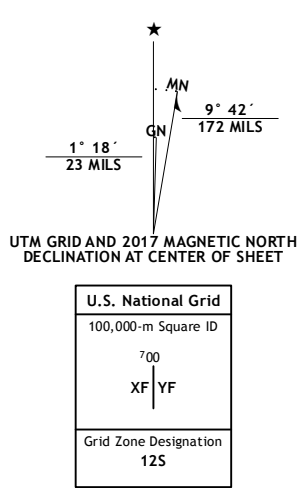 ★
MN
GN
9° 42´
172 MILS
1° 18´
23 MILS
UTM GRID AND 2017 MAGNETIC NORTH
DECLINATION AT CENTER OF SHEET
U.S. National Grid
100,000-m Square ID
⁷00
XF YF
Grid Zone Designation
12S